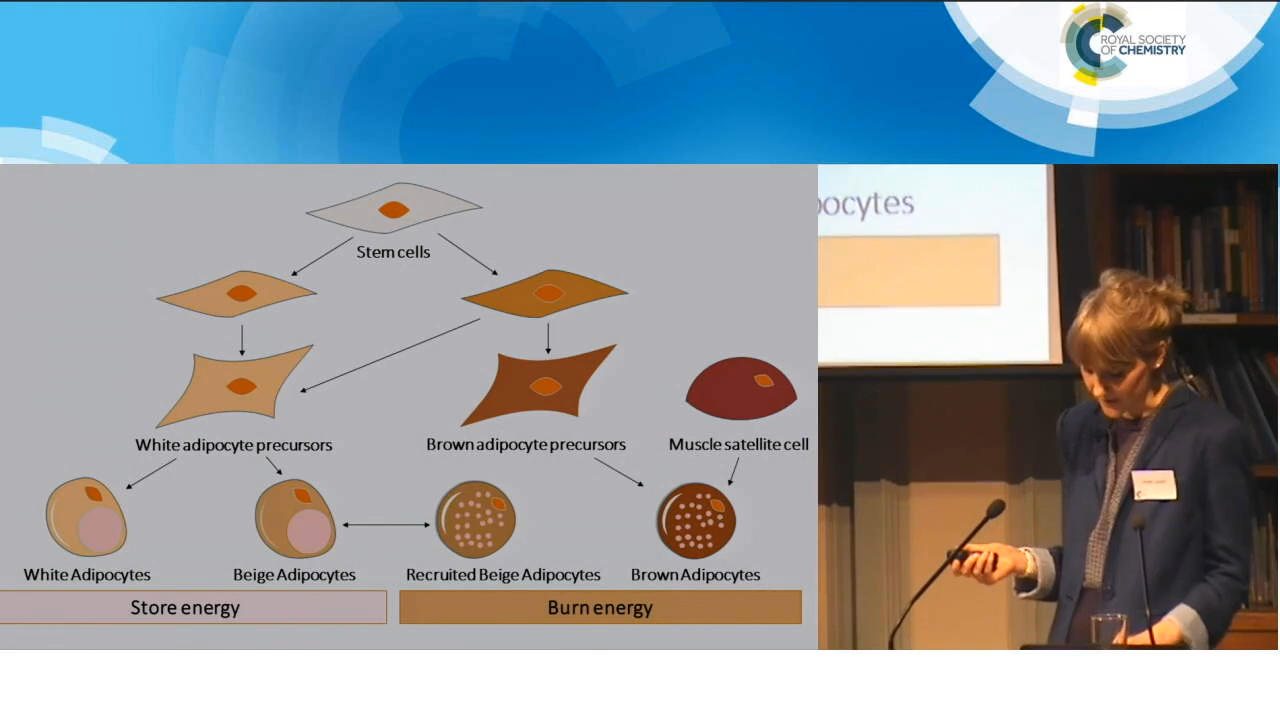 ROYAL SOCIETY
OF CHEMISTRY
ocytes
Stem cells
White adipocyte precursors
Brown adipocyte precursors
Muscle satellite cell
White Adipocytes
Beige Adipocytes
Recruited Beige Adipocytes
Brown Adipocytes
Store energy
Burn energy